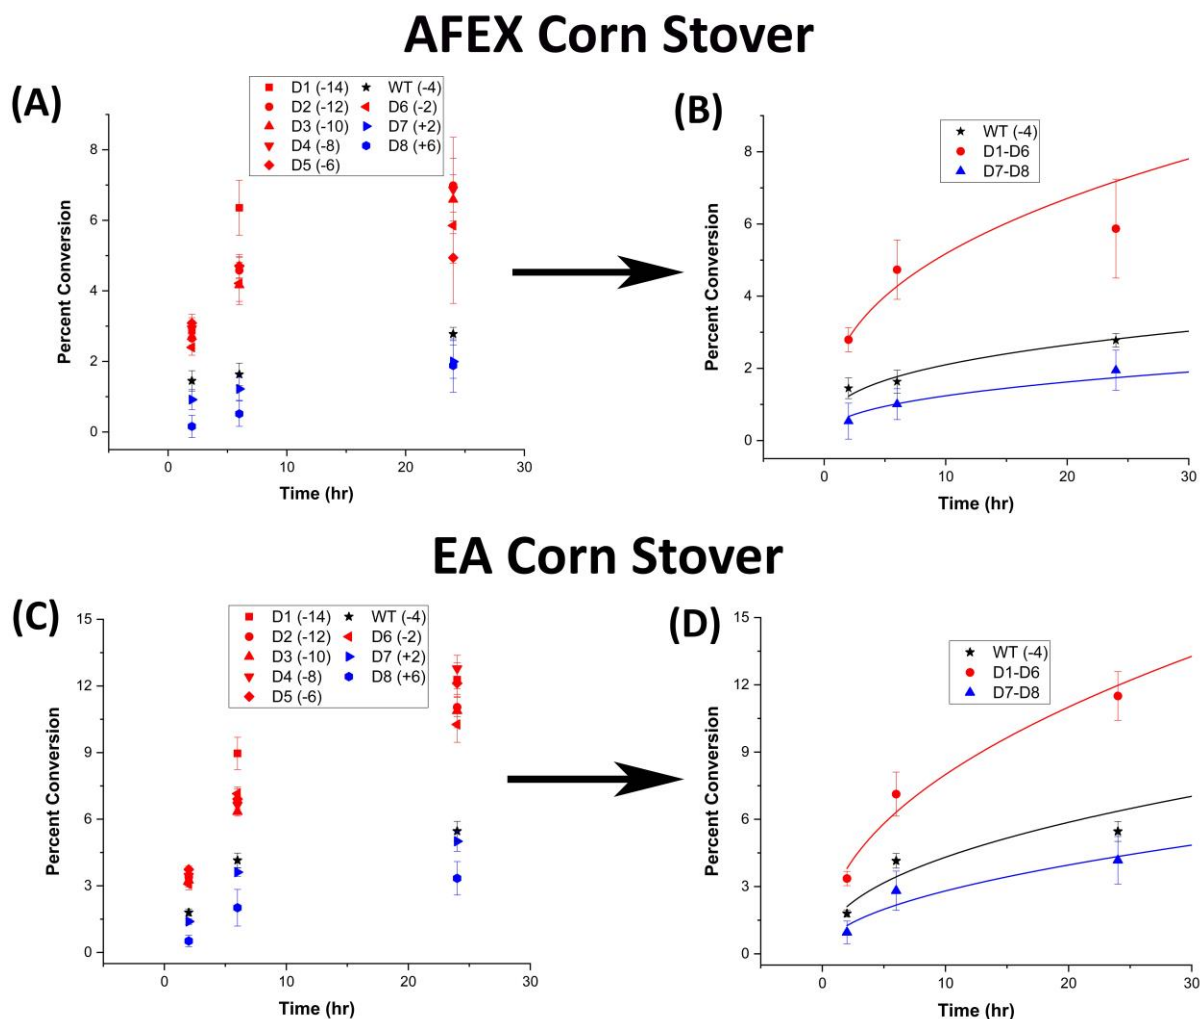 AFEX Corn Stover
(A)
D1 (-14)
D2 (-12)
D3 (-10)
D4 (-8)
D5 (-6)
WT (-4)
D6 (-2)
D7 (+2)
D8 (+6)
Percent Conversion
8
6
4
2
0
0
10
20
30
Time (hr)
(B)
WT (-4)
D1-D6
D7-D8
Percent Conversion
8
6
4
2
0
0
10
20
30
Time (hr)
EA Corn Stover
(C)
D1 (-14)
D2 (-12)
D3 (-10)
D4 (-8)
D5 (-6)
WT (-4)
D6 (-2)
D7 (+2)
D8 (+6)
Percent Conversion
15
12
9
6
3
0
0
10
20
30
Time (hr)
(D)
WT (-4)
D1-D6
D7-D8
Percent Conversion
15
12
9
6
3
0
0
10
20
30
Time (hr)